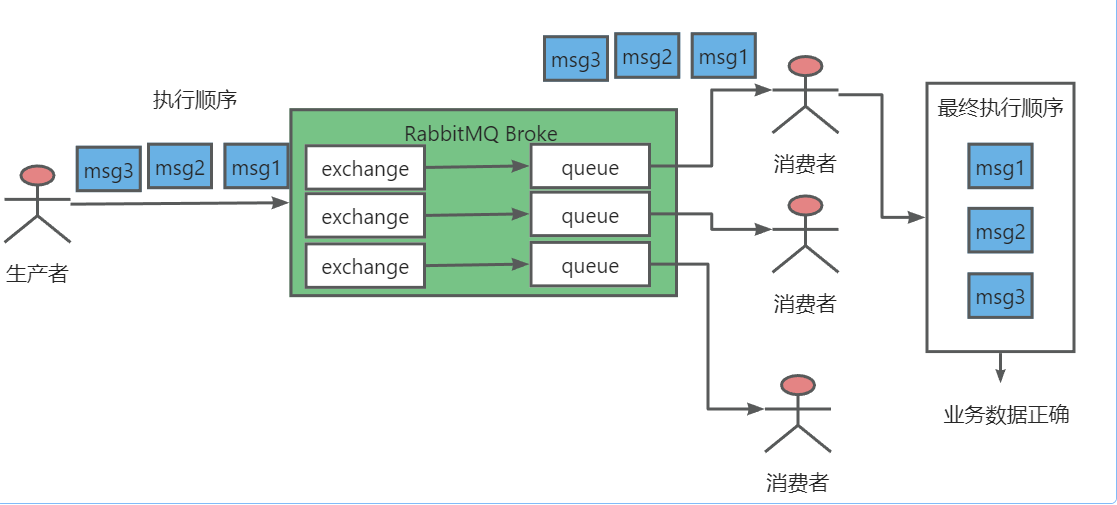 执行顺序
msg3
msg2
msg1
生产者
RabbitMQ Broke
exchange
queue
exchange
queue
exchange
queue
msg3
msg2
msg1
消费者
消费者
消费者
最终执行顺序
msg1
msg2
msg3
业务数据正确